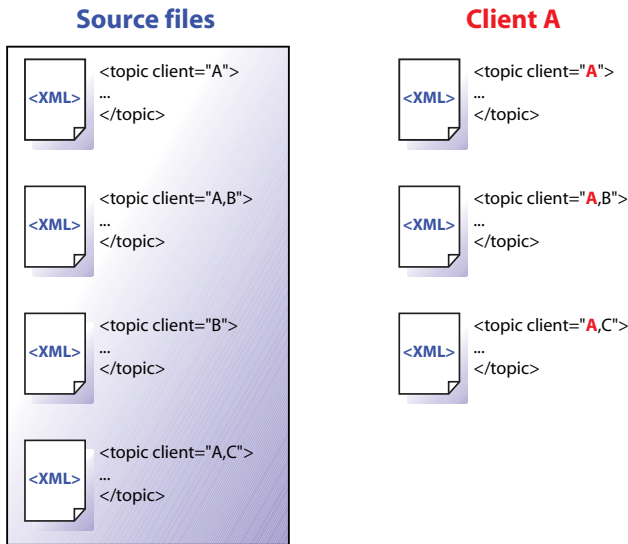 Source files
<XML>
<topic client="A">
...
</topic>
<XML>
<topic client="A,B">
...
</topic>
<XML>
<topic client="B">
...
</topic>
<XML>
<topic client="A,C">
...
</topic>
Client A
<XML>
<topic client="A">
...
</topic>
<XML>
<topic client="A,B">
...
</topic>
<XML>
<topic client="A,C">
...
</topic>